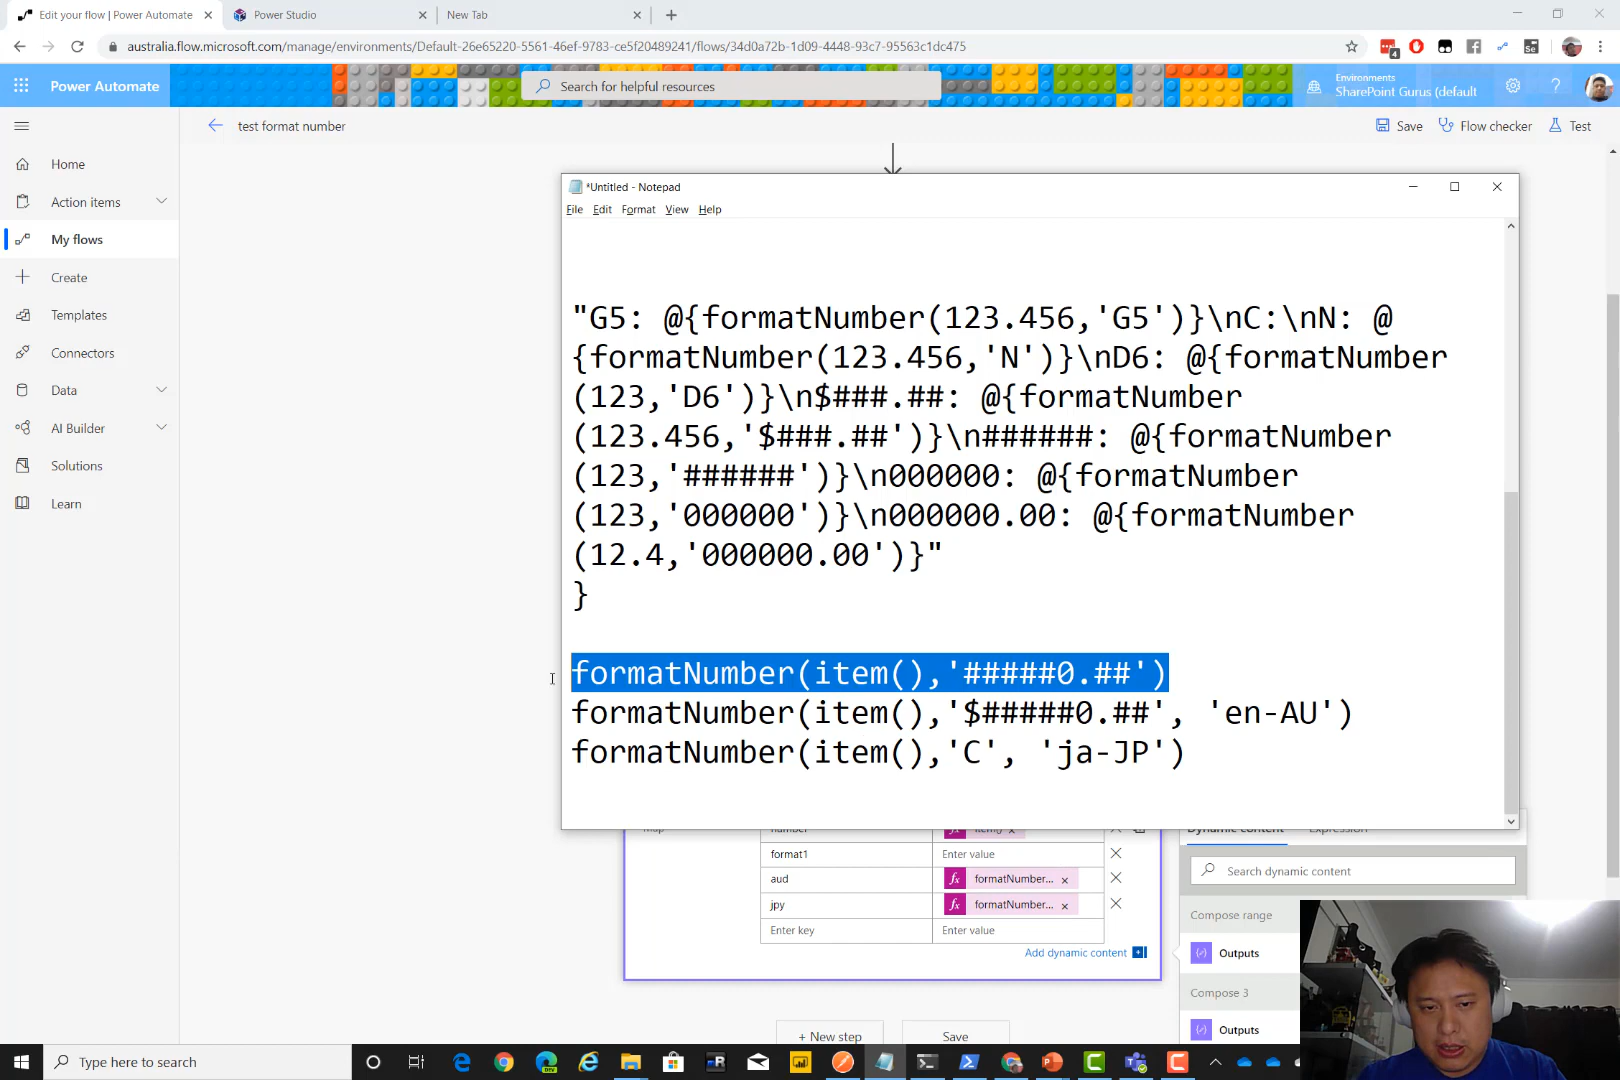 Edit your flow | Power Automate
Power Studio
New Tab
australia.flow.microsoft.com/manage/environments/Default-26e65220-5561-46ef-9783-ce5f20489241/flows/34d0a72b-1d09-4448-93c7-95563c1dc475
4
Power Automate
Search for helpful resources
Environments
SharePoint Gurus (default
test format number
Save
Flow checker
Test
Home
Action items
My flows
Create
Templates
Connectors
Data
AI Builder
Solutions
Learn
*Untitled - Notepad
File Edit Format View Help
"G5: @{formatNumber(123.456,'G5')}\nC:\nN: @
{formatNumber(123.456,'N')}\nD6: @{formatNumber
(123,'D6')}\n$###.##: @{formatNumber
(123.456,'$###.##')}\n######: @{formatNumber
(123,'######')}\n000000: @{formatNumber
(123,'000000')}\n000000.00: @{formatNumber
(12.4,'000000.00')}"
}
formatNumber(item(),'#####0.##')
formatNumber(item(),'$#####0.##', 'en-AU')
formatNumber(item(),'C', 'ja-JP')
Map
number
item()
format1
Enter value
aud
formatNumber...
jpy
formatNumber...
Enter key
Enter value
Add dynamic content
Dynamic content
Expression
Search dynamic content
Compose range
Outputs
Compose 3
Outputs
+ New step
Save
Type here to search